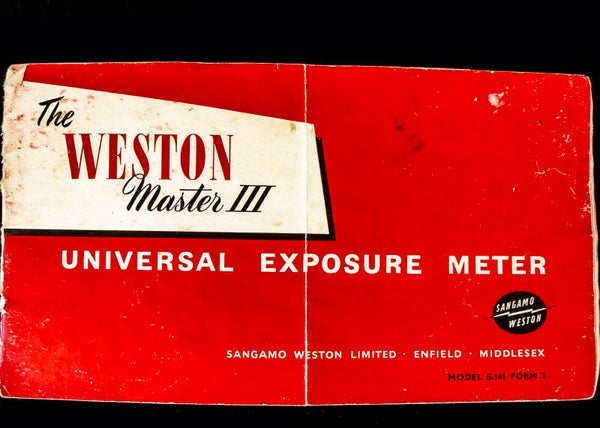 The
WESTON
Master III
UNIVERSAL EXPOSURE METER
SANGAMO
WESTON
SANGAMO WESTON LIMITED · ENFIELD · MIDDLESEX
MODEL S.141 FORM 3